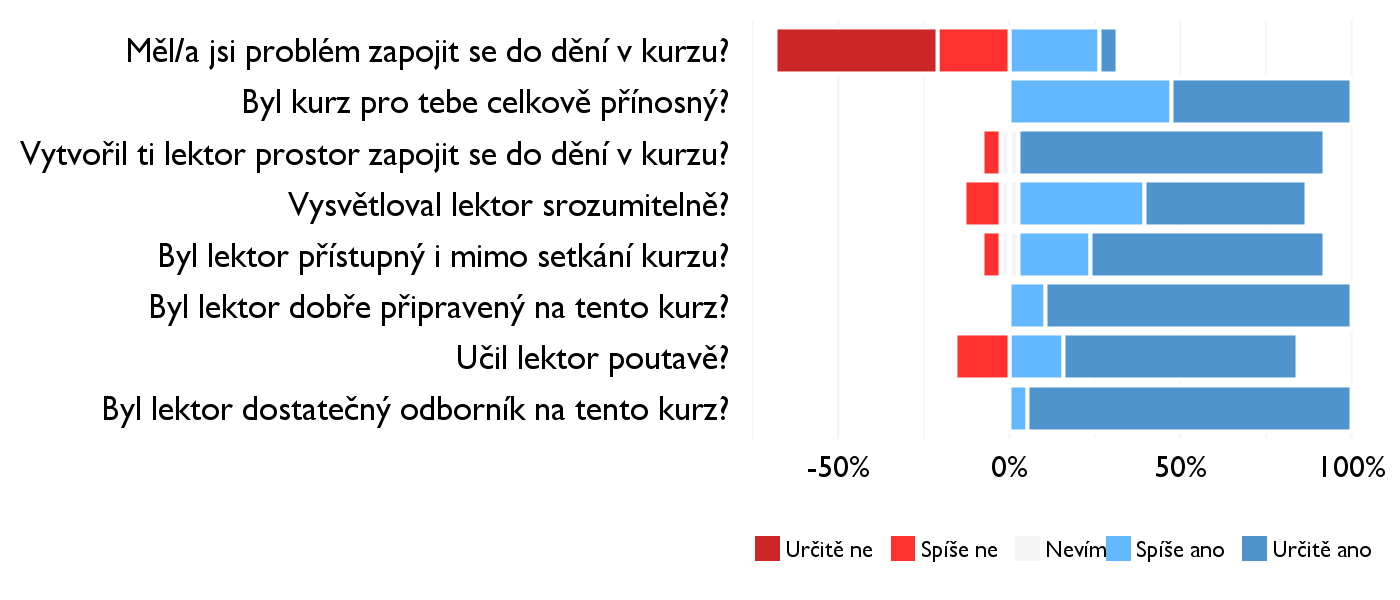 Měl/a jsi problém zapojit se do dění v kurzu?
Byl kurz pro tebe celkově přínosný?
Vytvořil ti lektor prostor zapojit se do dění v kurzu?
Vysvětloval lektor srozumitelně?
Byl lektor přístupný i mimo setkání kurzu?
Byl lektor dobře připravený na tento kurz?
Učil lektor poutavě?
Byl lektor dostatečný odborník na tento kurz?
-50% 0% 50% 100%
Určitě ne Spíše ne Nevím Spíše ano Určitě ano